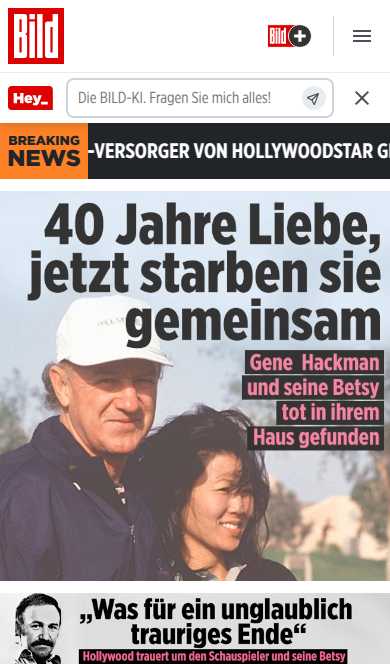 Bild
Bild +
Hey_
Die BILD-KI. Fragen Sie mich alles!
BREAKING
NEWS
-VERSORGER VON HOLLYWOODSTAR
40 Jahre Liebe,
jetzt starben sie
gemeinsam
Gene Hackman
und seine Betsy
tot in ihrem
Haus gefunden
„Was für ein unglaublich
trauriges Ende“
Hollywood trauert um den Schauspieler und seine Betsy